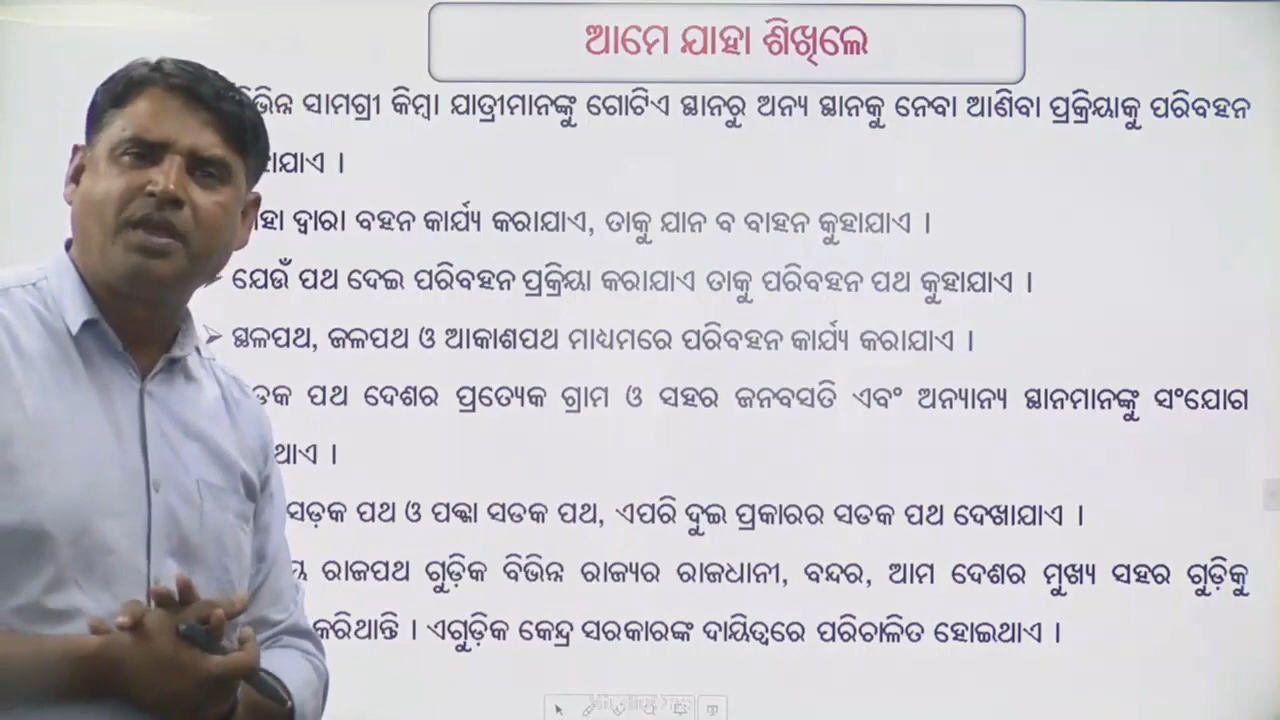 ଆମେ ଯାହା ଶିଖିଲେ
ସାମଗ୍ରୀ କିମ୍ବା ଯାତ୍ରୀମାନଙ୍କୁ ଗୋଟିଏ ସ୍ଥାନରୁ ଅନ୍ୟ ସ୍ଥାନକୁ ନେବା ଆଣିବା ପ୍ରକ୍ରିୟାକୁ ପରିବହନ
।
ଦ୍ୱାରା ବହନ କାର୍ଯ୍ୟ କରାଯାଏ, ତାକୁ ଯାନ ବ ବାହନ କୁହାଯାଏ ।
➢ ଯେଉଁ ପଥ ଦେଇ ପରିବହନ ପ୍ରକ୍ରିୟା କରାଯାଏ ତାକୁ ପରିବହନ ପଥ କୁହାଯାଏ ।
➢ ସ୍ଥଳପଥ, ଜଳପଥ ଓ ଆକାଶପଥ ମାଧ୍ୟମରେ ପରିବହନ କାର୍ଯ୍ୟ କରାଯାଏ ।
ପଥ ଦେଶର ପ୍ରତ୍ୟେକ ଗ୍ରାମ ଓ ସହର ଜନବସତି ଏବଂ ଅନ୍ୟାନ୍ୟ ସ୍ଥାନମାନଙ୍କୁ ସଂଯୋଗ
।
ସଡ଼କ ପଥ ଓ ପକ୍କା ସଡକ ପଥ, ଏପରି ଦୁଇ ପ୍ରକାରର ସଡକ ପଥ ଦେଖାଯାଏ ।
ରାଜପଥ ଗୁଡ଼ିକ ବିଭିନ୍ନ ରାଜ୍ୟର ରାଜଧାନୀ, ବନ୍ଦର, ଆମ ଦେଶର ମୁଖ୍ୟ ସହର ଗୁଡ଼ିକୁ
କରିଥାନ୍ତି । ଏଗୁଡ଼ିକ କେନ୍ଦ୍ର ସରକାରଙ୍କ ଦାୟିତ୍ୱରେ ପରିଚାଳିତ ହୋଇଥାଏ ।